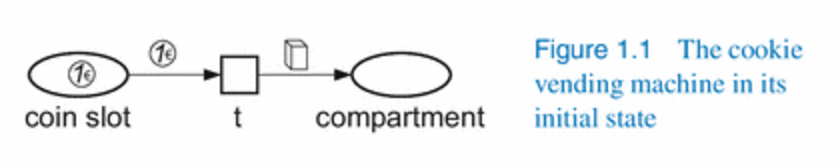 1€
1€
coin slot
t
compartment
Figure 1.1 The cookie
vending machine in its
initial state